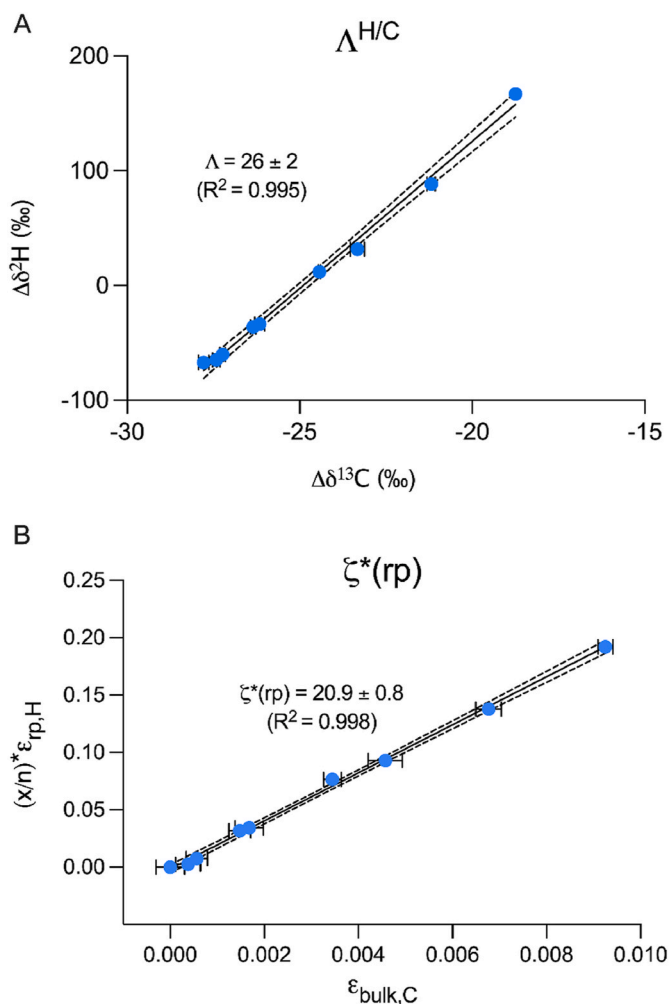 A
Λ^H/C
200
100
0
-100
Δδ²H (‰)
Λ = 26 ± 2
(R² = 0.995)
-30
-25
-20
-15
Δδ¹³C (‰)
B
ζ*(rp)
0.25
0.20
0.15
0.10
0.05
0.00
(x/n)*ε_rp,H
ζ*(rp) = 20.9 ± 0.8
(R² = 0.998)
0.000
0.002
0.004
0.006
0.008
0.010
ε_bulk,C